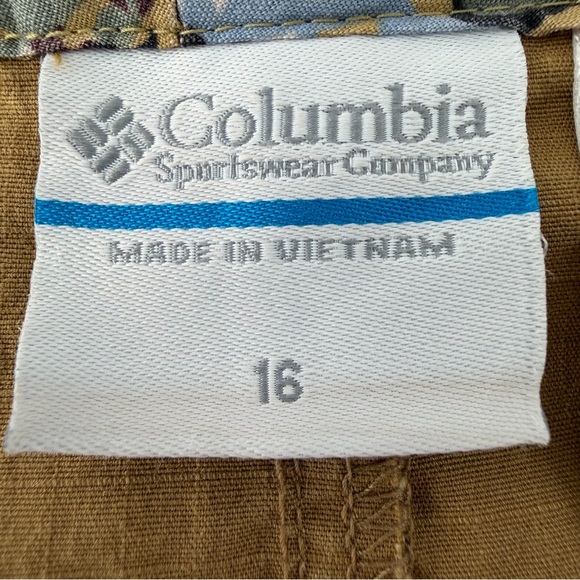 Columbia
Sportswear Company
MADE IN VIETNAM
16